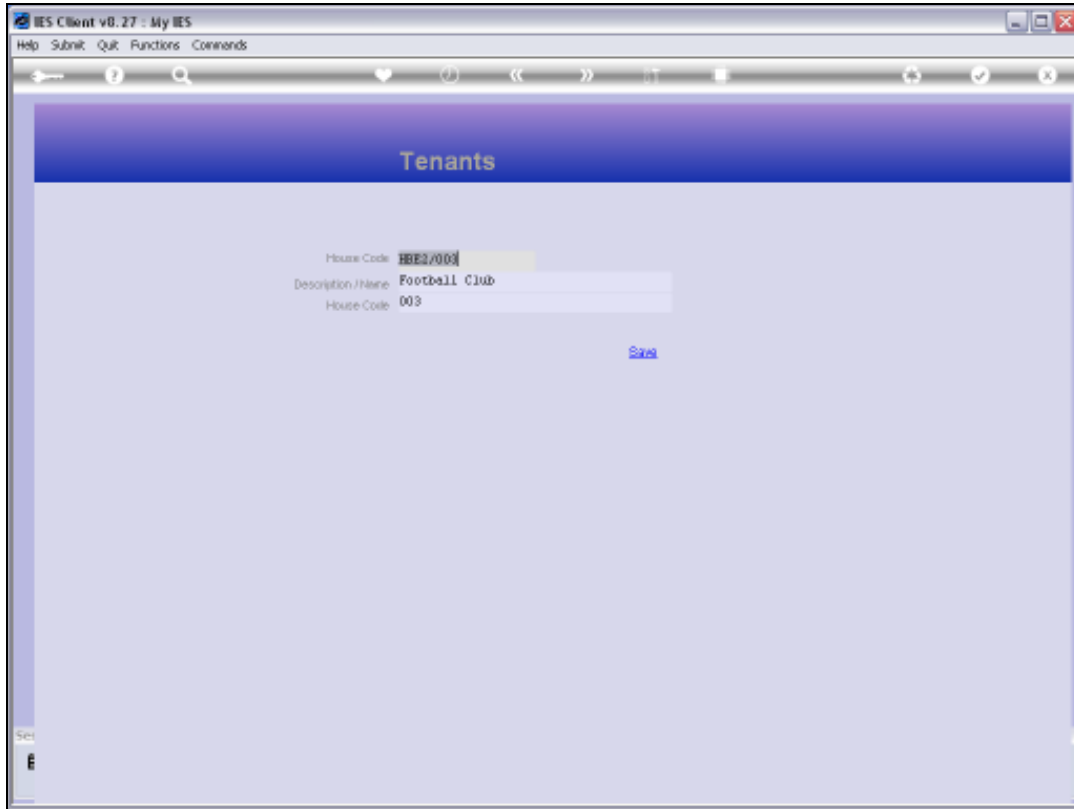 IES Client v8.27 : My IES
Help Submit Quit Functions Commands
Tenants
House Code HBE2/003
Description / Name Football Club
House Code 003
Save